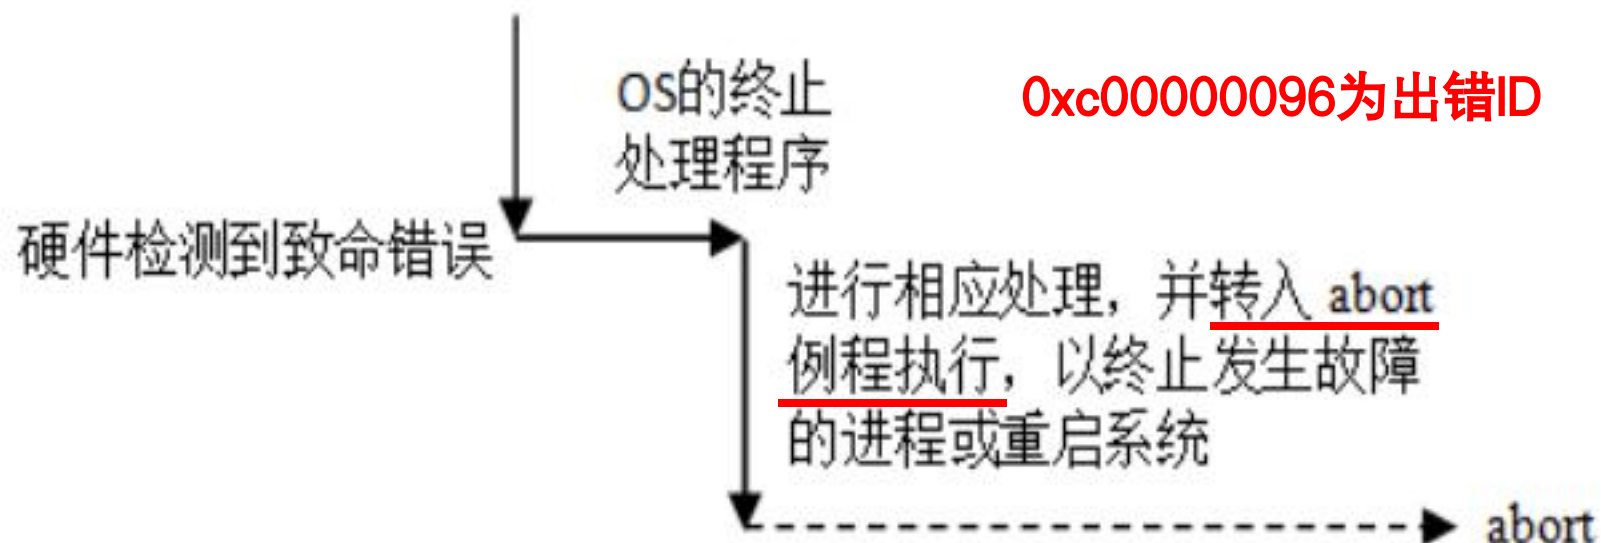 OS的终止
处理程序
0xc00000096为出错ID
硬件检测到致命错误
进行相应处理，并转入 abort
例程执行，以终止发生故障
的进程或重启系统
abort